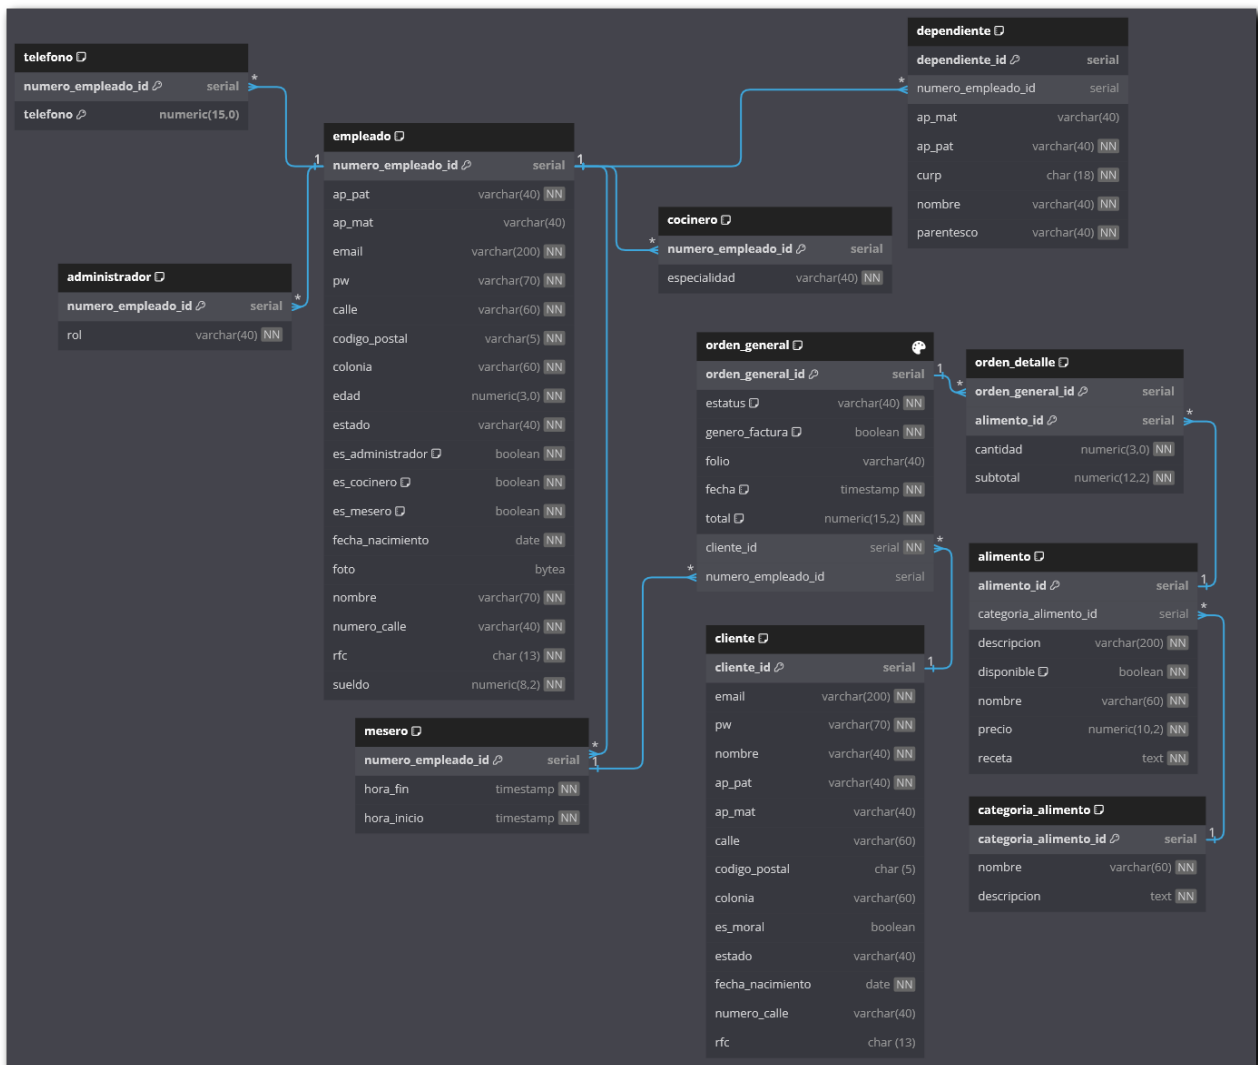 telefono
numero_empleado_id serial
telefono numeric(15,0)
*
administrador
numero_empleado_id serial
rol varchar(40) NN
*
empleado
1 numero_empleado_id serial 1
ap_pat varchar(40) NN
ap_mat varchar(40)
email varchar(200) NN
pw varchar(70) NN
calle varchar(60) NN
codigo_postal varchar(5) NN
colonia varchar(60) NN
edad numeric(3,0) NN
estado varchar(40) NN
es_administrador boolean NN
es_cocinero boolean NN
es_mesero boolean NN
fecha_nacimiento date NN
foto bytea
nombre varchar(70) NN
numero_calle varchar(40) NN
rfc char (13) NN
sueldo numeric(8,2) NN
mesero
*
numero_empleado_id serial 1
hora_fin timestamp NN
hora_inicio timestamp NN
dependiente
dependiente_id serial
*
numero_empleado_id serial
ap_mat varchar(40)
ap_pat varchar(40) NN
curp char (18) NN
nombre varchar(40) NN
parentesco varchar(40) NN
cocinero
*
numero_empleado_id serial
especialidad varchar(40) NN
orden_general
orden_general_id serial 1
estatus varchar(40) NN
genero_factura boolean NN
folio varchar(40)
fecha timestamp NN
total numeric(15,2) NN
cliente_id serial NN *
* numero_empleado_id serial
orden_detalle
* orden_general_id serial
alimento_id serial *
cantidad numeric(3,0) NN
subtotal numeric(12,2) NN
alimento
alimento_id serial 1
categoria_alimento_id serial *
descripcion varchar(200) NN
disponible boolean NN
nombre varchar(60) NN
precio numeric(10,2) NN
receta text NN
cliente
cliente_id serial 1
email varchar(200) NN
pw varchar(70) NN
nombre varchar(40) NN
ap_pat varchar(40) NN
ap_mat varchar(40)
calle varchar(60)
codigo_postal char (5)
colonia varchar(60)
es_moral boolean
estado varchar(40)
fecha_nacimiento date NN
numero_calle varchar(40)
rfc char (13)
categoria_alimento
categoria_alimento_id serial 1
nombre varchar(60) NN
descripcion text NN